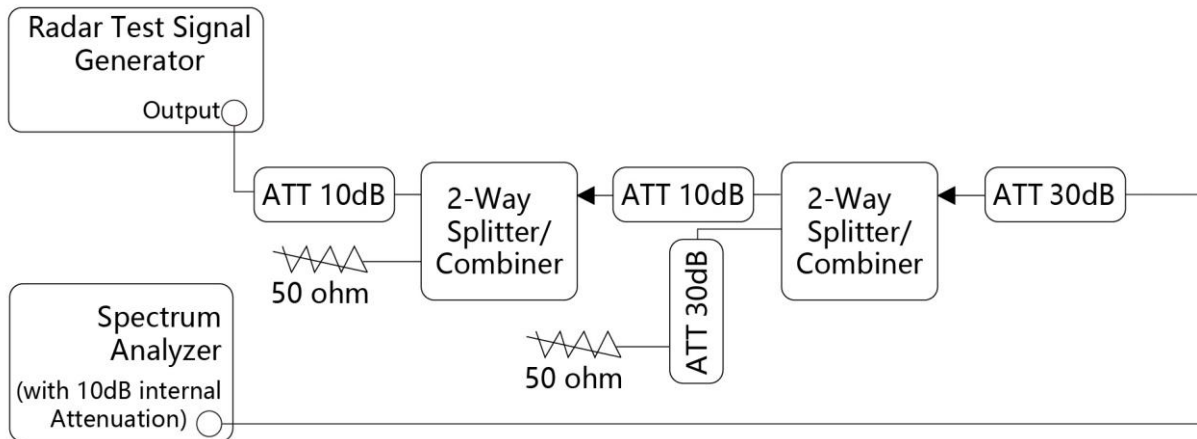 Radar Test Signal
Generator
Output
ATT 10dB
2-Way
Splitter/
Combiner
ATT 10dB
2-Way
Splitter/
Combiner
ATT 30dB
50 ohm
ATT 30dB
50 ohm
Spectrum
Analyzer
(with 10dB internal
Attenuation)